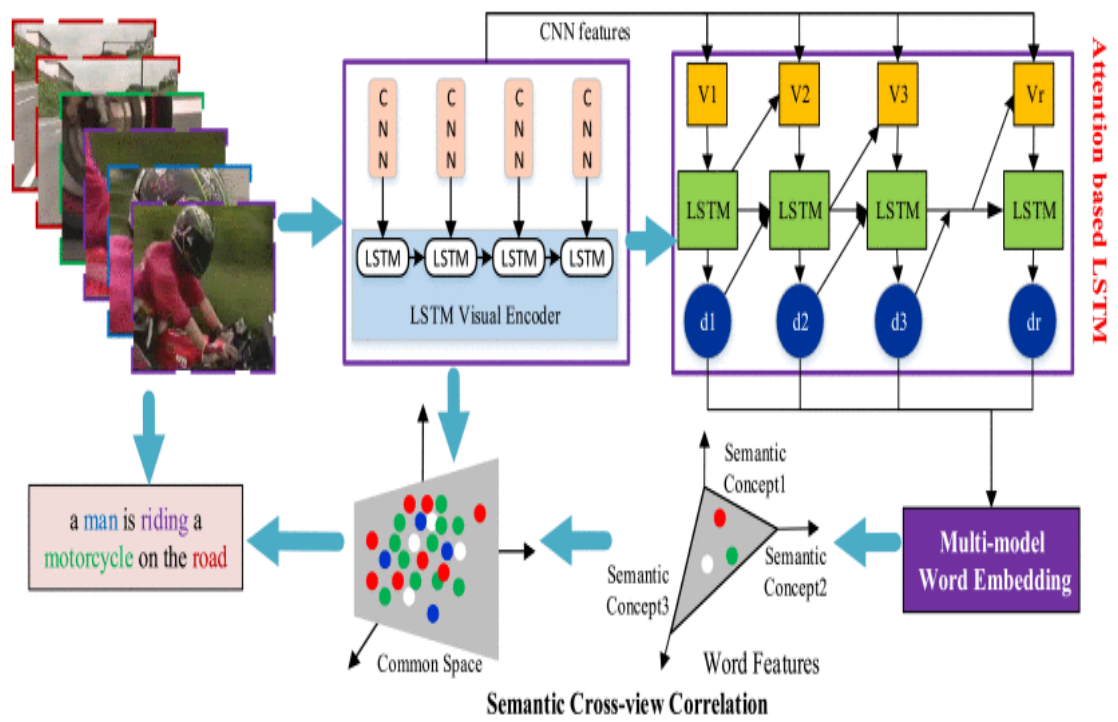 CNN features
C
N
N
C
N
N
C
N
N
C
N
N
LSTM
LSTM
LSTM
LSTM
LSTM Visual Encoder
V1
V2
V3
Vr
LSTM
LSTM
LSTM
LSTM
d1
d2
d3
dr
Attention based LSTM
a man is riding a
motorcycle on the road
Common Space
Semantic
Concept1
Semantic
Concept2
Semantic
Concept3
Word Features
Multi-model
Word Embedding
Semantic Cross-view Correlation